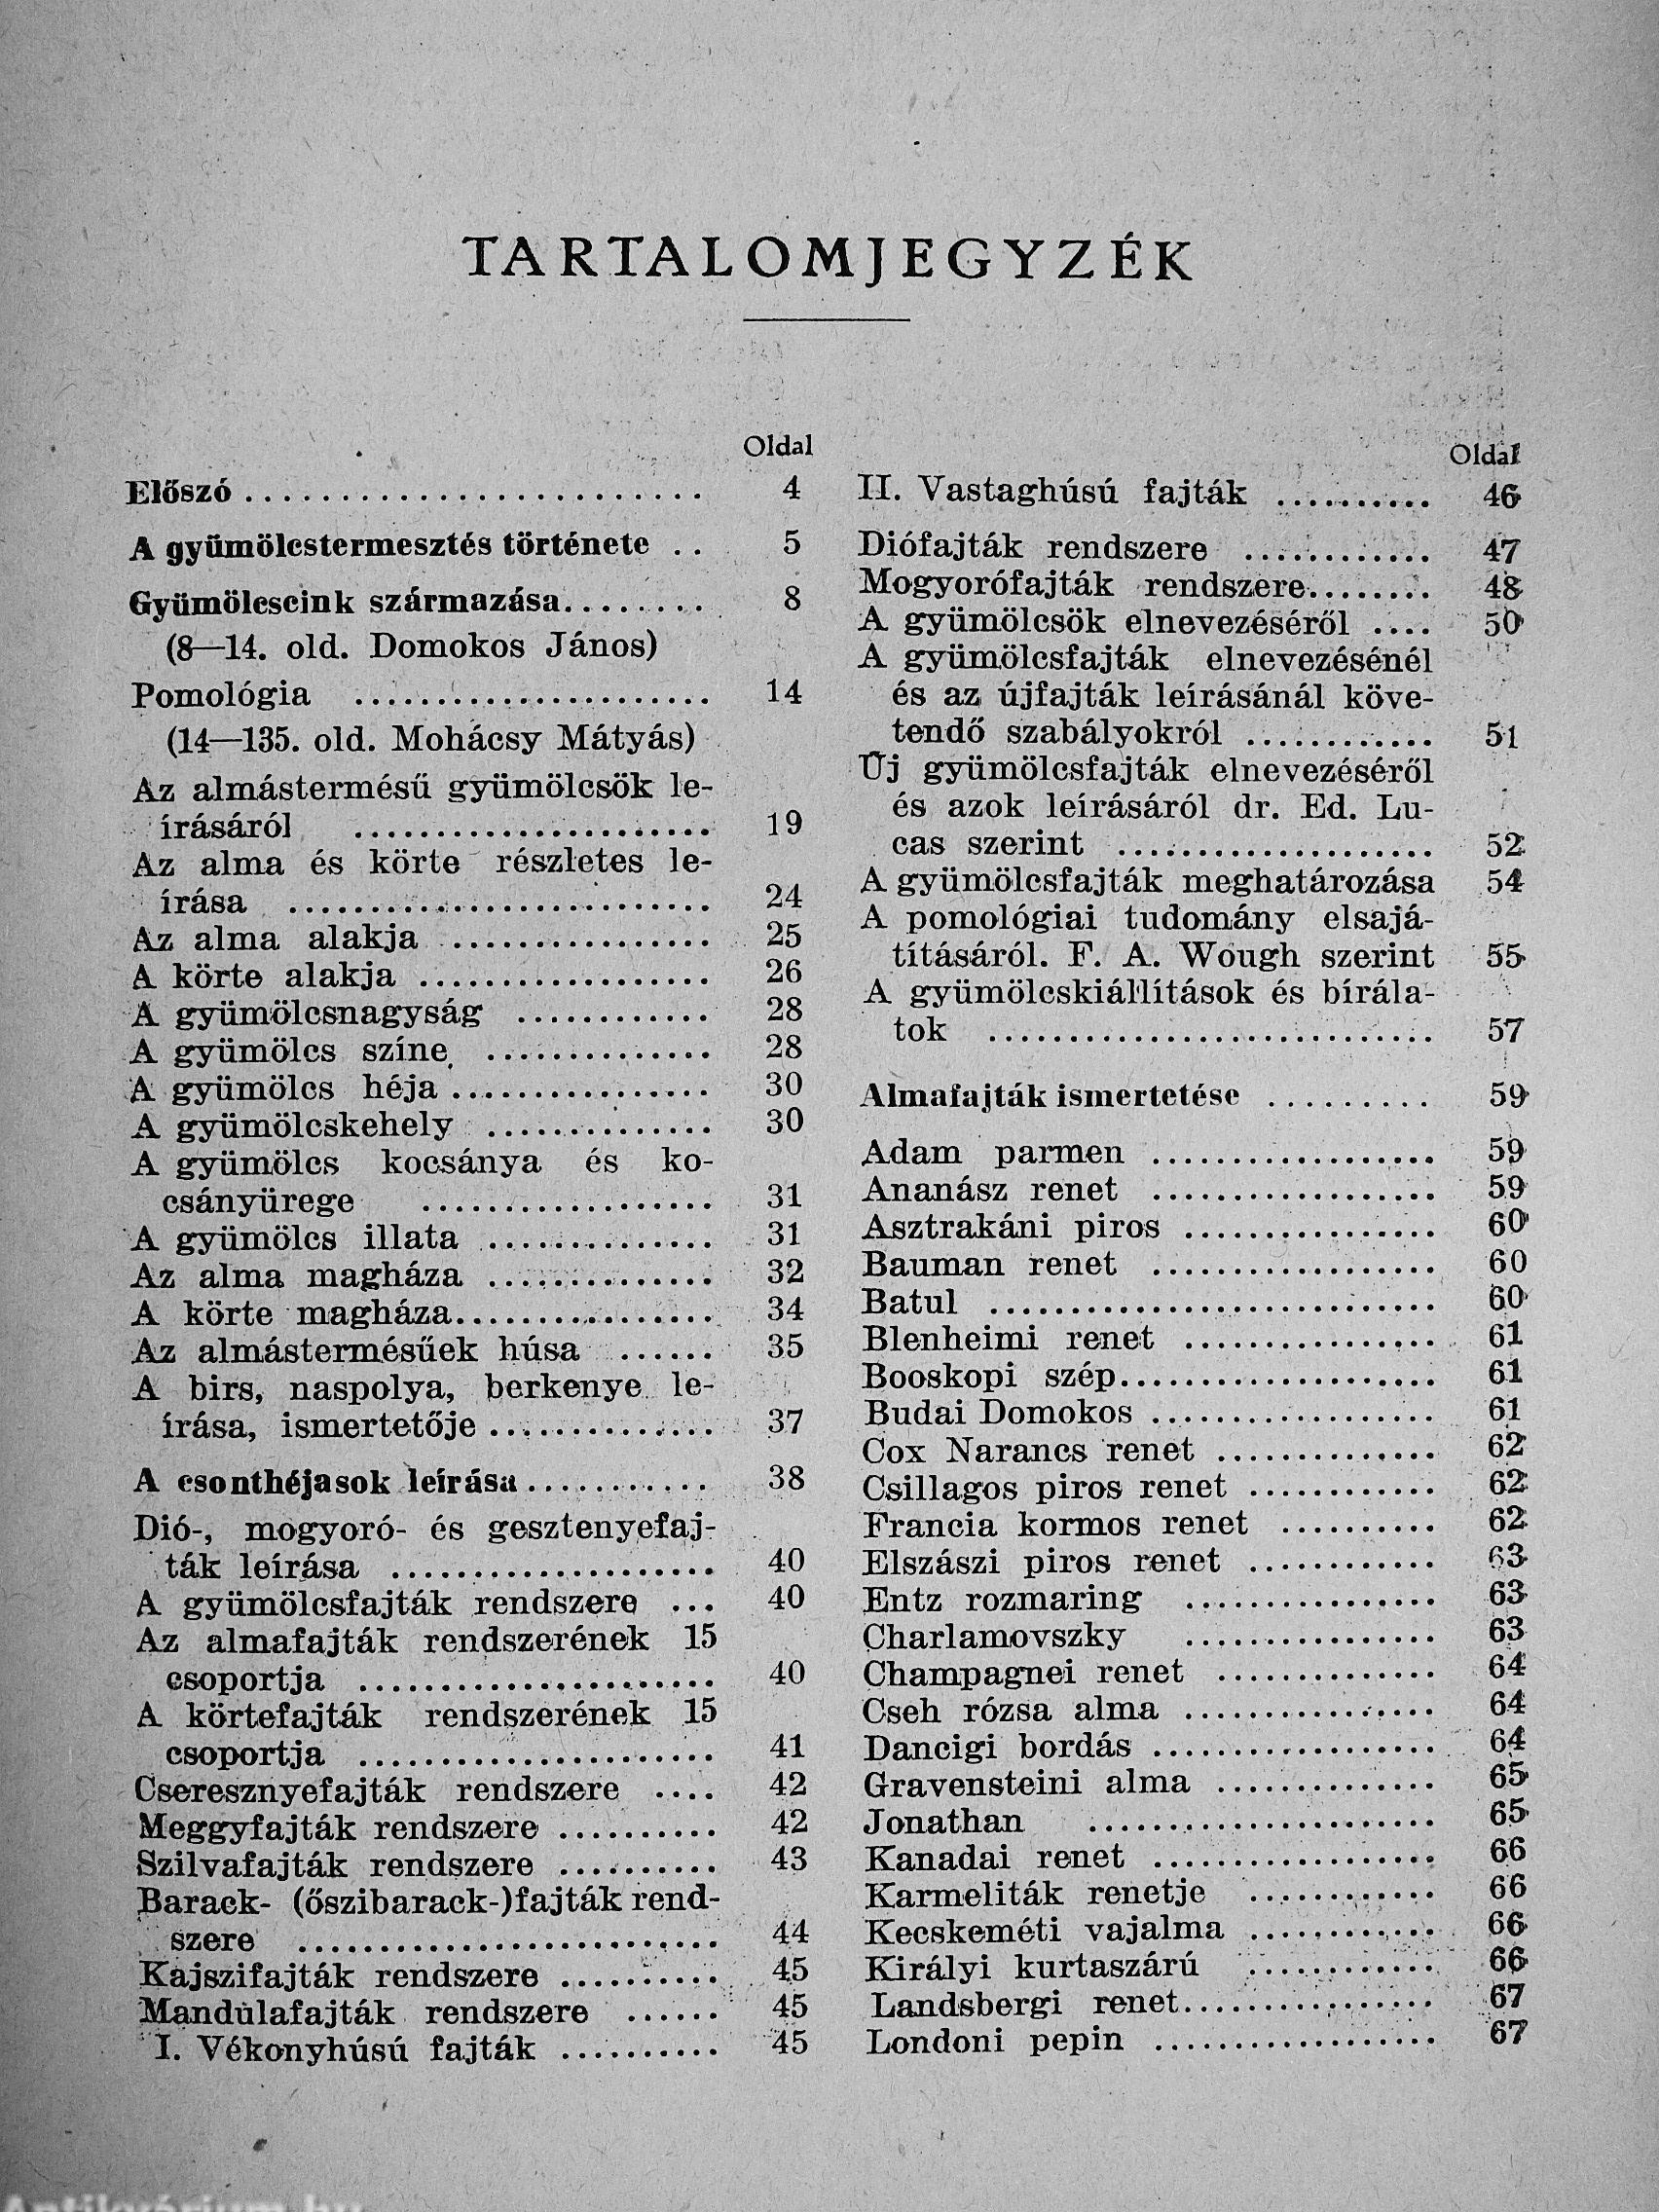 TARTALOMJEGYZÉK
Oldal
Előszó ............................ 4
A gyümölcstermesztés története .. 5
Gyümölcseink származása........ 8
(8—14. old. Domokos János)
Pomológia ...................... 14
(14—135. old. Mohácsy Mátyás)
Az almástermésű gyümölcsök le-
írásáról ...................... 19
Az alma és körte részletes le-
írása .......................... 24
Az alma alakja ................ 25
A körte alakja .................. 26
A gyümölcsnagyság ............ 28
A gyümölcs színe .............. 28
A gyümölcs héja ................ 30
A gyümölcskehely .............. 30
A gyümölcs kocsánya és ko-
csányürege .................. 31
A gyümölcs illata .............. 31
Az alma magháza .............. 32
A körte magháza................ 34
Az almástermésűek húsa ...... 35
A birs, naspolya, berkenye le-
írása, ismertetője .............. 37
A csonthéjasok leírása ........... 38
Dió-, mogyoró- és gesztenyefaj-
ták leírása .................... 40
A gyümölcsfajták rendszere ... 40
Az almafajták rendszerének 15
csoportja ...................... 40
A körtefajták rendszerének 15
csoportja ...................... 41
Cseresznyefajták rendszere .... 42
Meggyfajták rendszere .......... 42
Szilvafajták rendszere .......... 43
Barack- (őszibarack-)fajták rend-
szere .......................... 44
Kajszifajták rendszere .......... 45
Mandulafajták rendszere ...... 45
I. Vékonyhúsú fajták .......... 45
Oldal
II. Vastaghúsú fajták .......... 46
Diófajták rendszere ............ 47
Mogyorófajták rendszere........ 48
A gyümölcsök elnevezéséről .... 50
A gyümölcsfajták elnevezésénél
és az újfajták leírásánál köve-
tendő szabályokról ............ 51
Új gyümölcsfajták elnevezéséről
és azok leírásáról dr. Ed. Lu-
cas szerint .................... 52
A gyümölcsfajták meghatározása 54
A pomológiai tudomány elsajá-
tításáról. F. A. Wough szerint 55
A gyümölcskiállítások és bírála-
tok ............................ 57
Almafajták ismertetése .......... 59
Adam parmen .................. 59
Ananász renet .................. 59
Asztrakáni piros ................ 60
Bauman renet .................. 60
Batul ............................ 60
Blenheimi renet ................ 61
Booskopi szép.................... 61
Budai Domokos .................. 61
Cox Narancs renet .............. 62
Csillagos piros renet ............ 62
Francia kormos renet .......... 62
Elszászi piros renet ............ 63
Entz rozmaring ................ 63
Charlamovszky ................ 63
Champagnei renet .............. 64
Cseh rózsa alma ................ 64
Dancigi bordás .................. 64
Gravensteini alma .............. 65
Jonathan ...................... 65
Kanadai renet .................. 66
Karmeliták renetje ............ 66
Kecskeméti vajalma ............ 66
Királyi kurtaszárú ............ 66
Landsbergi renet................ 67
Londoni pepin .................. 67
Antikvárium.hu